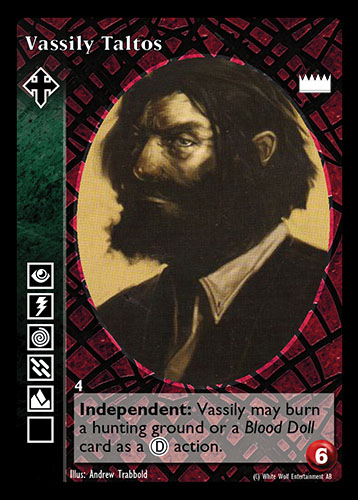 Vassily Taltos
4
Independent: Vassily may burn
a hunting ground or a Blood Doll
card as a Ⓓ action.
6
Illus: Andrew Trabbold
(C) White Wolf Entertainment AB